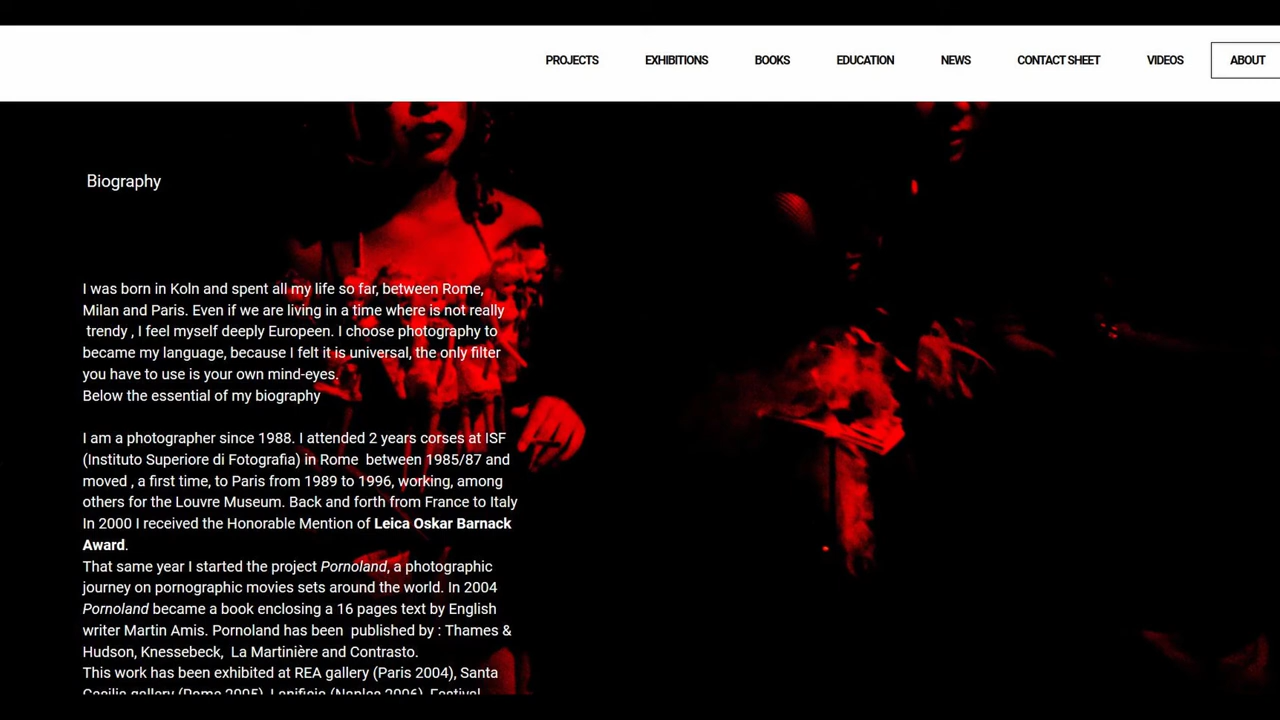 PROJECTS EXHIBITIONS BOOKS EDUCATION NEWS CONTACT SHEET VIDEOS ABOUT
Biography
I was born in Koln and spent all my life so far, between Rome,
Milan and Paris. Even if we are living in a time where is not really
trendy , I feel myself deeply Europeen. I choose photography to
became my language, because I felt it is universal, the only filter
you have to use is your own mind-eyes.
Below the essential of my biography
I am a photographer since 1988. I attended 2 years corses at ISF
(Instituto Superiore di Fotografia) in Rome between 1985/87 and
moved , a first time, to Paris from 1989 to 1996, working, among
others for the Louvre Museum. Back and forth from France to Italy
In 2000 I received the Honorable Mention of Leica Oskar Barnack
Award.
That same year I started the project Pornoland, a photographic
journey on pornographic movies sets around the world. In 2004
Pornoland became a book enclosing a 16 pages text by English
writer Martin Amis. Pornoland has been published by : Thames &
Hudson, Knessebeck, La Martinière and Contrasto.
This work has been exhibited at REA gallery (Paris 2004), Santa
Cecilia gallery (Rome 2005), Lanificio (Naples 2006), Festival